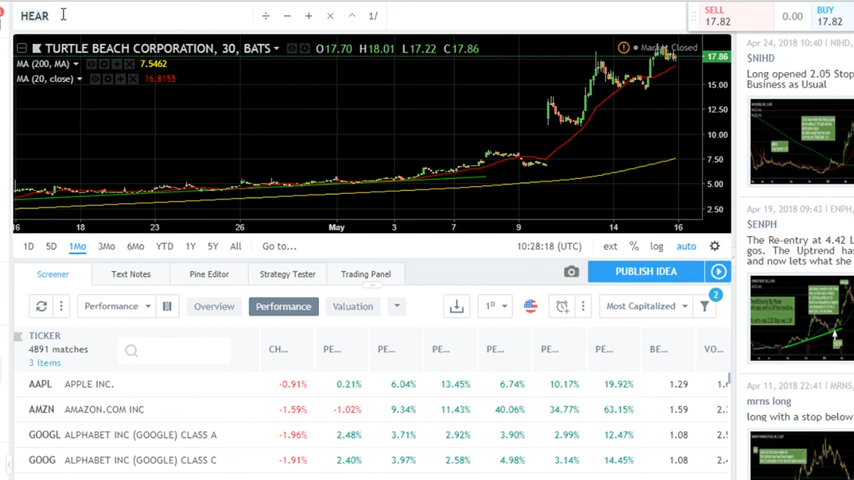 HEAR
÷ − + × ^ 1/
SELL 17.82
0.00
BUY 17.82
TURTLE BEACH CORPORATION, 30, BATS O17.70 H18.01 L17.22 C17.86
Market Closed
MA (200, MA) 7.5462
MA (20, close) 16.8155
17.86
15.00
12.50
10.00
7.50
5.00
2.50
18 23 26 May 3 7 9 14 16
1D 5D 1Mo 3Mo 6Mo YTD 1Y 5Y All Go to...
10:28:18 (UTC) ext % log auto
Screener Text Notes Pine Editor Strategy Tester Trading Panel
PUBLISH IDEA
Performance Overview Performance Valuation
1D
Most Capitalized
2
TICKER
4891 matches
3 items
CH... PE... PE... PE... PE... PE... PE... BE... VO...
AAPL APPLE INC. -0.91% 0.21% 6.04% 13.45% 6.74% 10.17% 19.92% 1.29
AMZN AMAZON.COM INC -1.59% -1.02% 9.34% 11.43% 40.06% 34.77% 63.15% 1.59
GOOGL ALPHABET INC (GOOGLE) CLASS A -1.96% 2.48% 3.71% 2.92% 3.90% 2.99% 12.47% 1.08
GOOG ALPHABET INC (GOOGLE) CLASS C -1.91% 2.40% 3.97% 2.58% 4.98% 3.14% 14.45% 1.08
Apr 24, 2018 10:40 | NIHD,
$NIHD
Long opened 2.05 Stop
Business as Usual
Apr 19, 2018 09:43 | ENPH,
$ENPH
The Re-entry at 4.42 L
gos. The Uptrend has
and now lets what she
Apr 11, 2018 22:41 | MRNS,
mrns long
long with a stop below